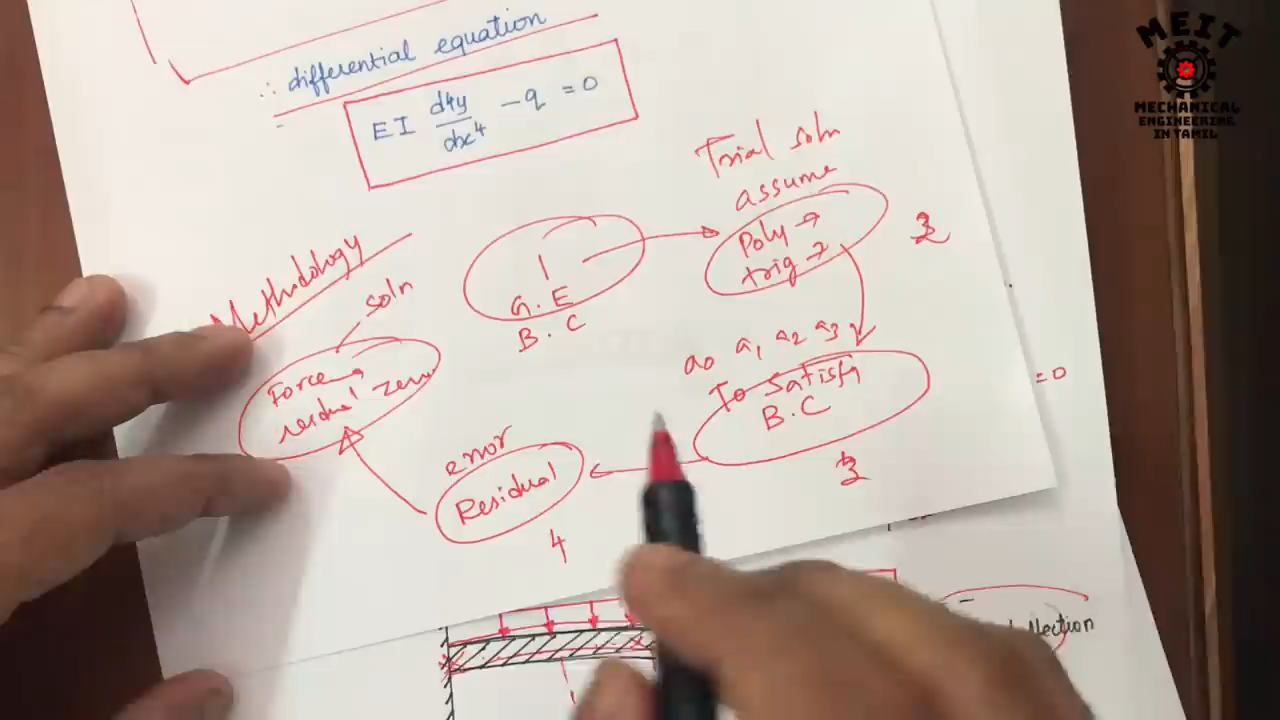 ∴ differential equation
EI d⁴y/dx⁴ - q = 0
Trial soln
assume
Poly →
trig →
2
1
G.E
B.C
Methodology
soln
Force
residual zero
a0 a1 a2 a3
To Satisfy
B.C
3
error
Residual
4
=0
MEIT
MECHANICAL
ENGINEERING
IN TAMIL